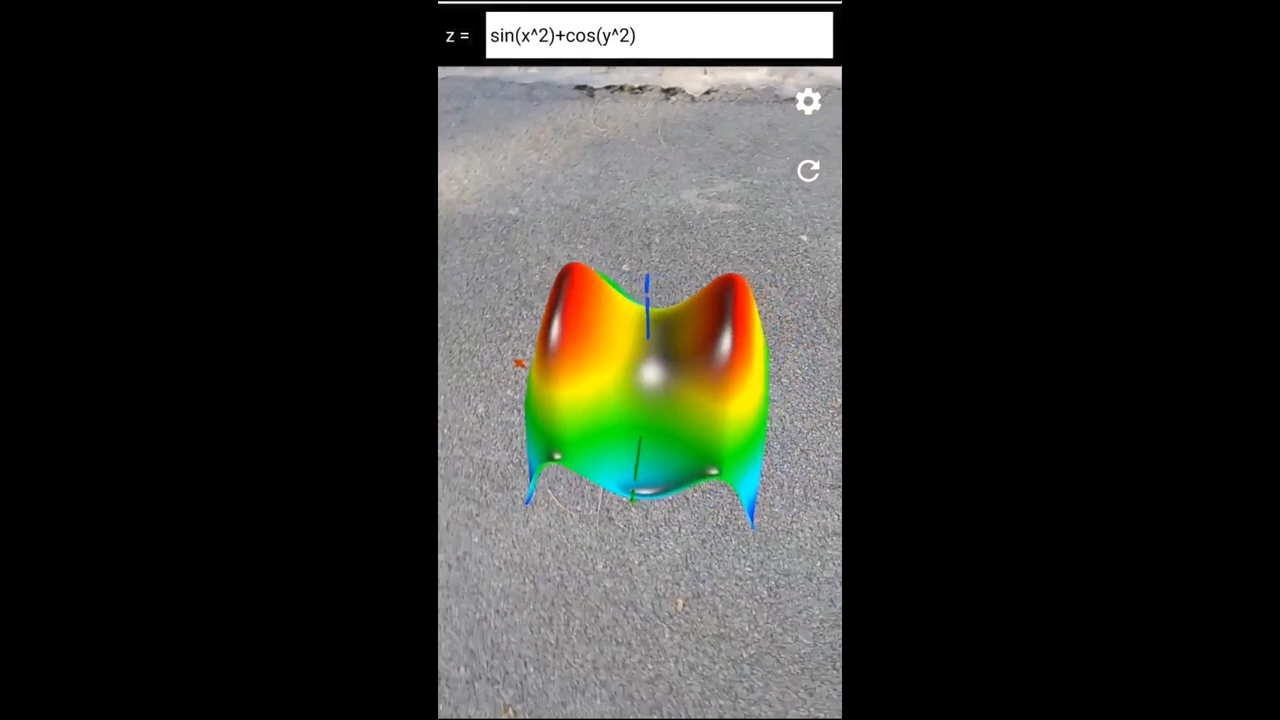 z = sin(x^2)+cos(y^2)